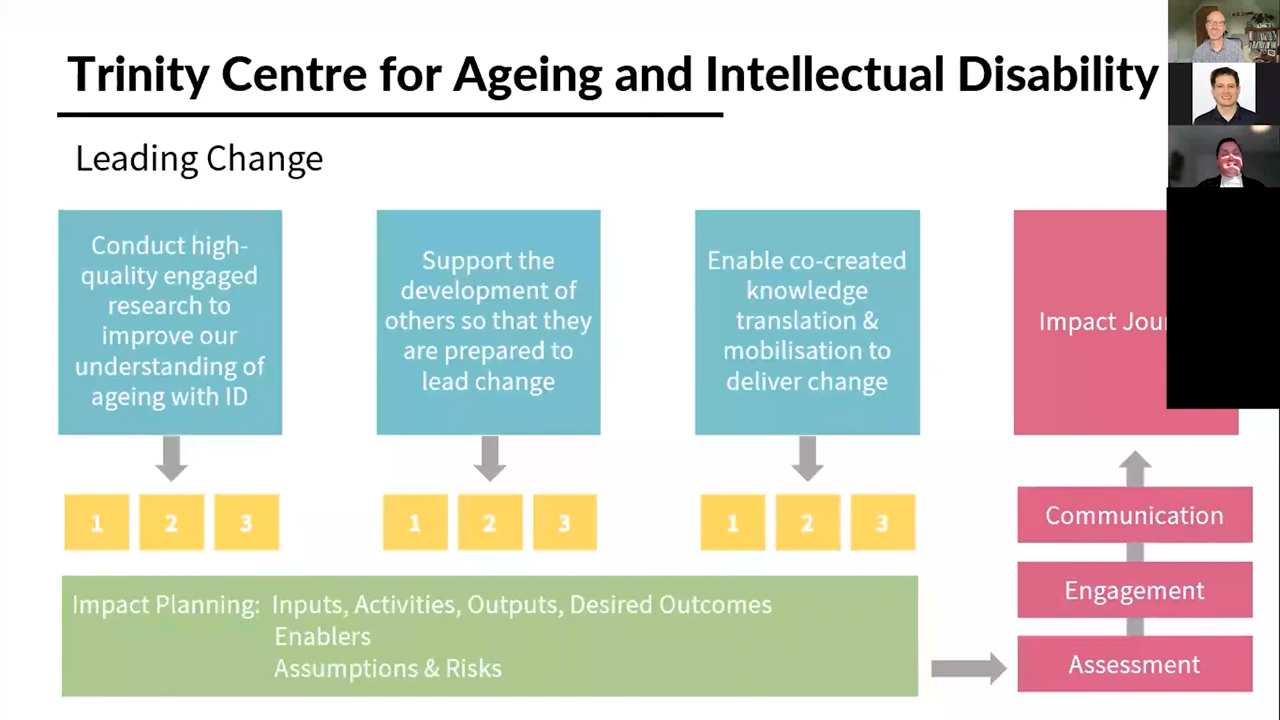 Trinity Centre for Ageing and Intellectual Disability
Leading Change
Conduct high-
quality engaged
research to
improve our
understanding of
ageing with ID
Support the
development of
others so that they
are prepared to
lead change
Enable co-created
knowledge
translation &
mobilisation to
deliver change
Impact
1 2 3
1 2 3
1 2 3
Impact Planning: Inputs, Activities, Outputs, Desired Outcomes
Enablers
Assumptions & Risks
Communication
Engagement
Assessment